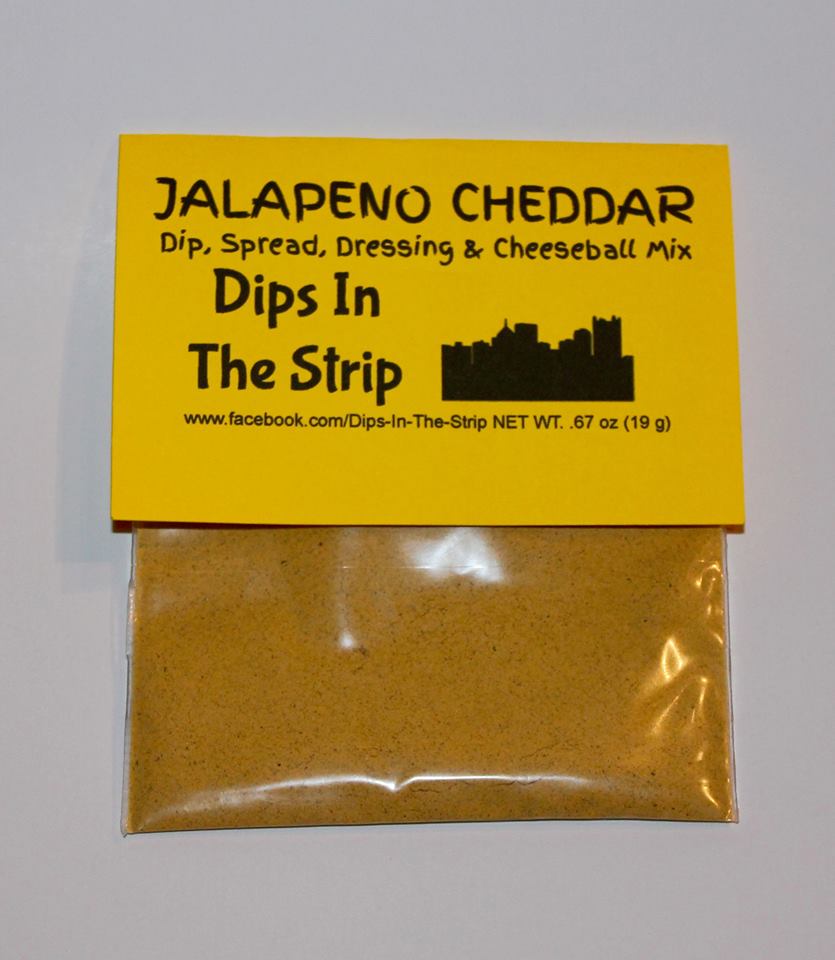 JALAPENO CHEDDAR
Dip, Spread, Dressing & Cheeseball Mix
Dips In
The Strip
www.facebook.com/Dips-In-The-Strip NET WT. .67 oz (19 g)